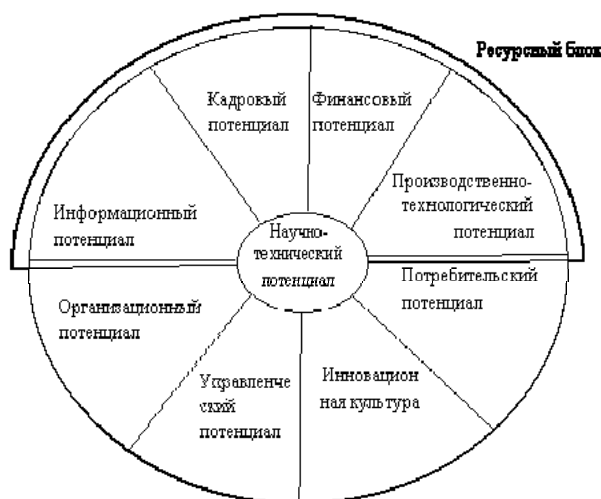 Ресурсный блок
Кадровый
потенциал
Финансовый
потенциал
Информационный
потенциал
Производственно-
технологический
потенциал
Научно-
технический
потенциал
Организационный
потенциал
Потребительский
потенциал
Управленче
ский
потенциал
Инновацион
ная культура